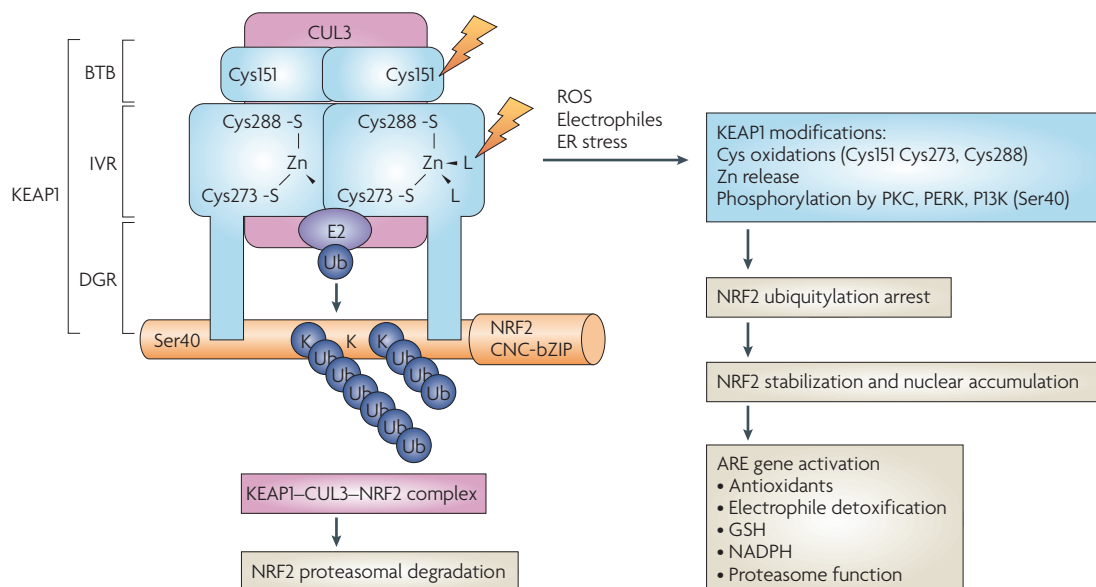 CUL3
KEAP1
BTB
Cys151
Cys151
IVR
Cys288 -S
Cys288 -S
Zn
Zn
L
Cys273 -S
Cys273 -S
L
DGR
E2
Ub
Ser40
K
K
K
NRF2
CNC-bZIP
Ub
Ub
Ub
Ub
Ub
Ub
Ub
Ub
Ub
KEAP1–CUL3–NRF2 complex
NRF2 proteasomal degradation
ROS
Electrophiles
ER stress
KEAP1 modifications:
Cys oxidations (Cys151 Cys273, Cys288)
Zn release
Phosphorylation by PKC, PERK, P13K (Ser40)
NRF2 ubiquitylation arrest
NRF2 stabilization and nuclear accumulation
ARE gene activation
• Antioxidants
• Electrophile detoxification
• GSH
• NADPH
• Proteasome function